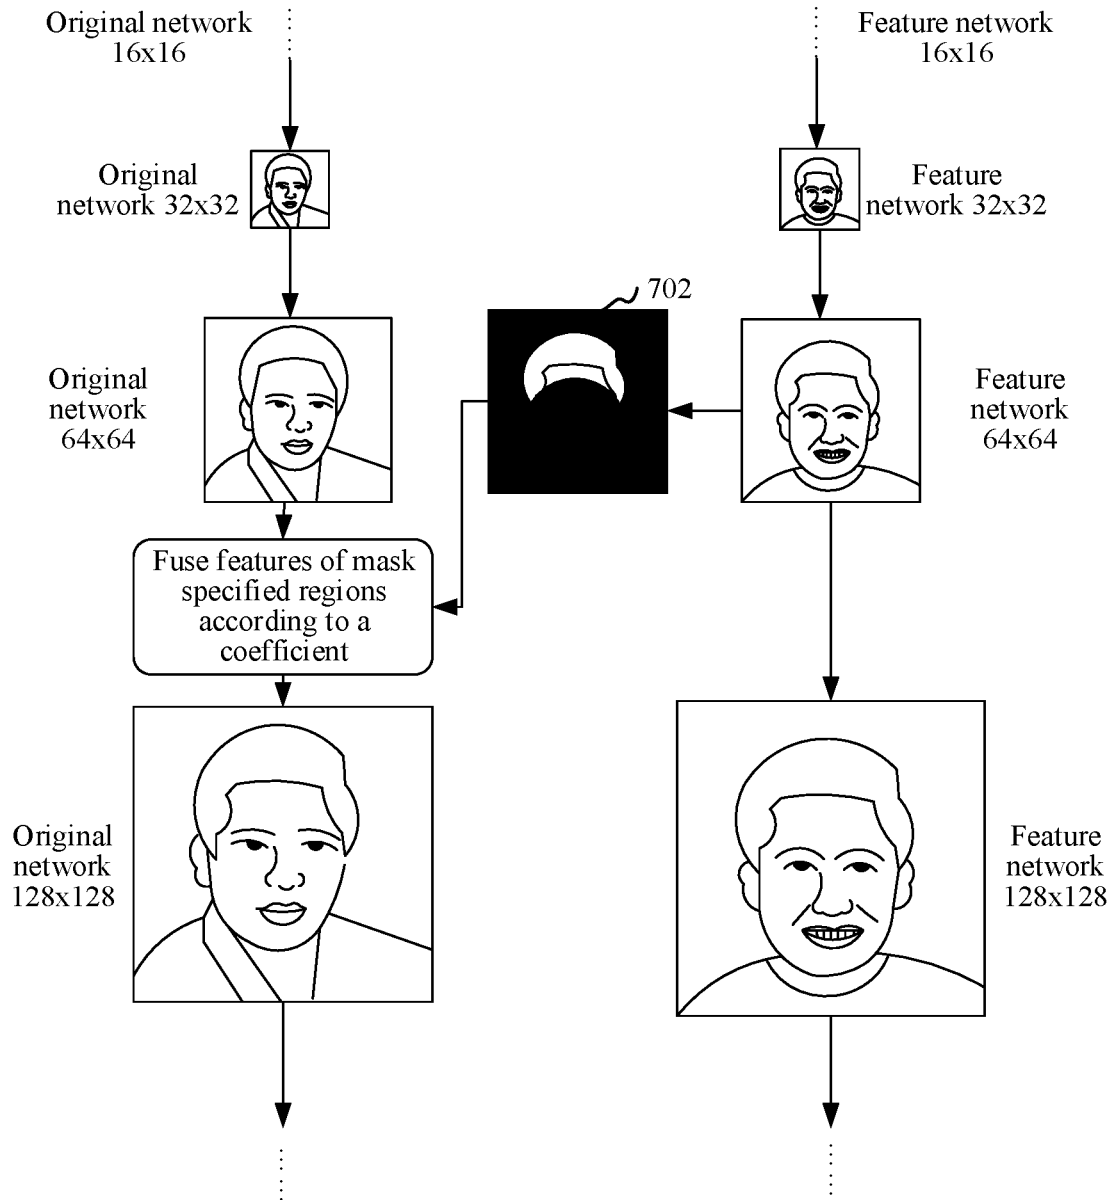 Original network
16x16
Feature network
16x16
Original
network 32x32
Feature
network 32x32
702
Original
network
64x64
Feature
network
64x64
Fuse features of mask
specified regions
according to a
coefficient
Original
network
128x128
Feature
network
128x128